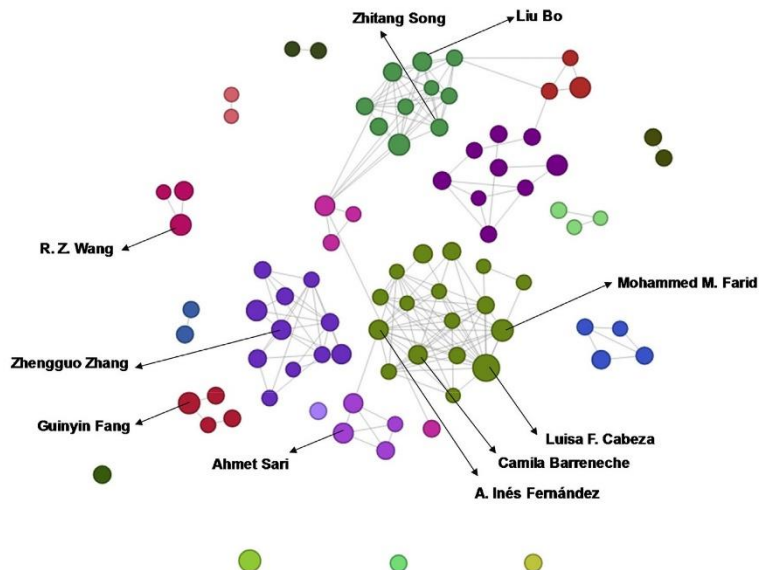 Zhitang Song
Liu Bo
R. Z. Wang
Mohammed M. Farid
Zhengguo Zhang
Guinyin Fang
Luisa F. Cabeza
Ahmet Sari
Camila Barreneche
A. Inés Fernández